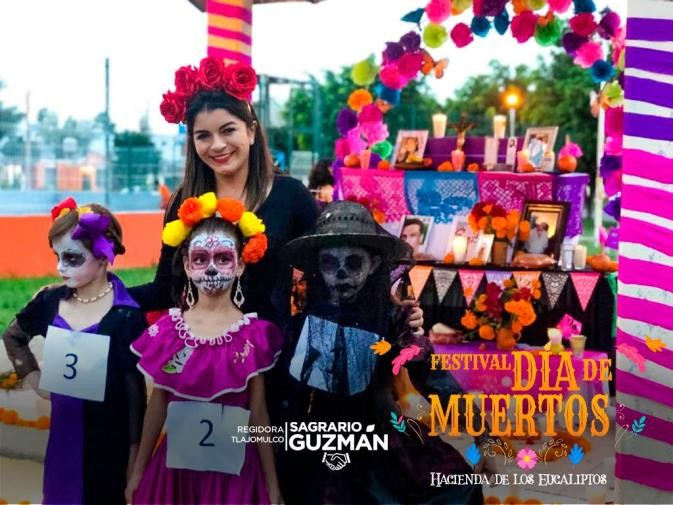 3
2
REGIDORA
TLAJOMULCO
SAGRARIO
GUZMÁN
FESTIVAL DÍA DE
MUERTOS
HACIENDA DE LOS EUCALIPTOS